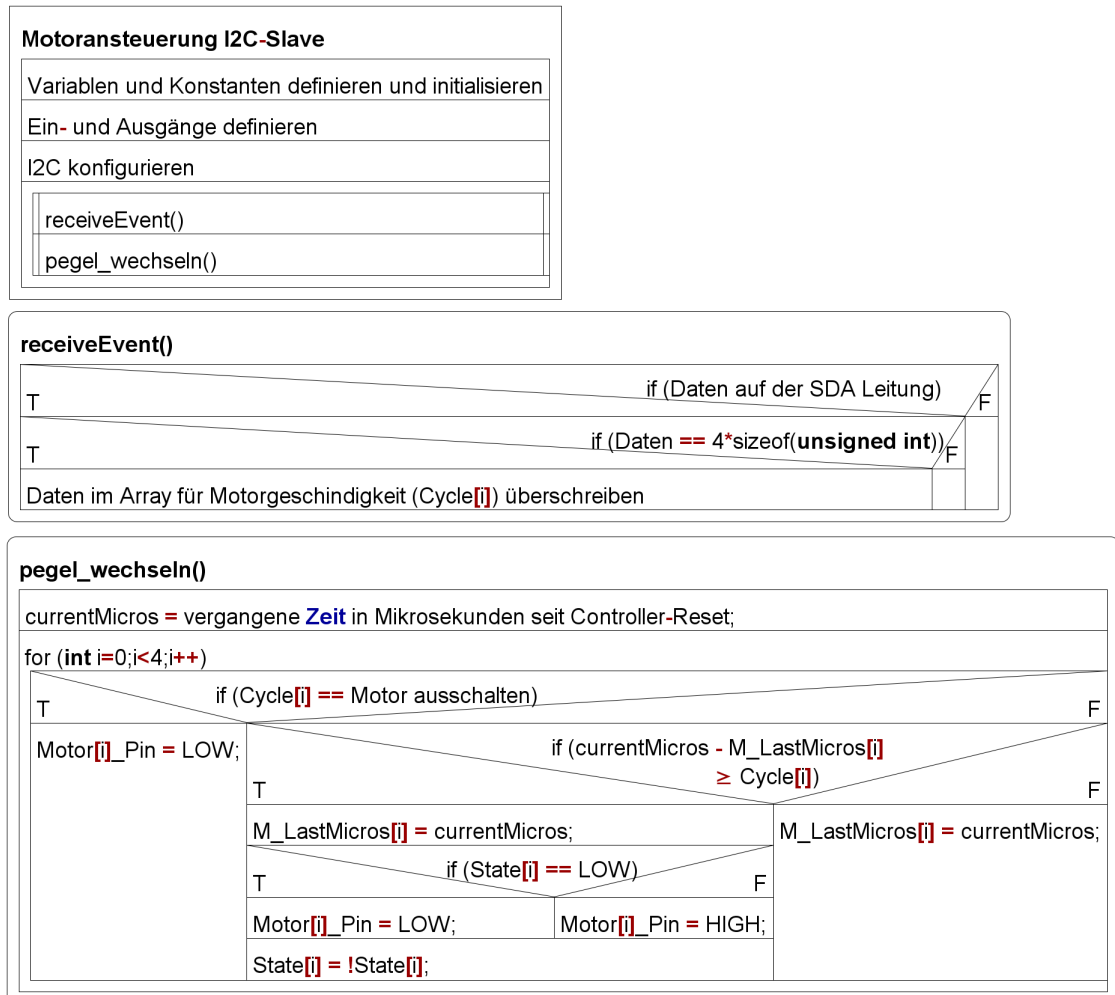 Motoransteuerung I2C-Slave
Variablen und Konstanten definieren und initialisieren
Ein- und Ausgänge definieren
I2C konfigurieren
receiveEvent()
pegel_wechseln()
receiveEvent()
if (Daten auf der SDA Leitung)
T
F
if (Daten == 4*sizeof(unsigned int))
T
F
Daten im Array für Motorgeschindigkeit (Cycle[i]) überschreiben
pegel_wechseln()
currentMicros = vergangene Zeit in Mikrosekunden seit Controller-Reset;
for (int i=0;i<4;i++)
if (Cycle[i] == Motor ausschalten)
T
F
Motor[i]_Pin = LOW;
if (currentMicros - M_LastMicros[i]
≥ Cycle[i])
T
F
M_LastMicros[i] = currentMicros;
M_LastMicros[i] = currentMicros;
if (State[i] == LOW)
T
F
Motor[i]_Pin = LOW;
Motor[i]_Pin = HIGH;
State[i] = !State[i];